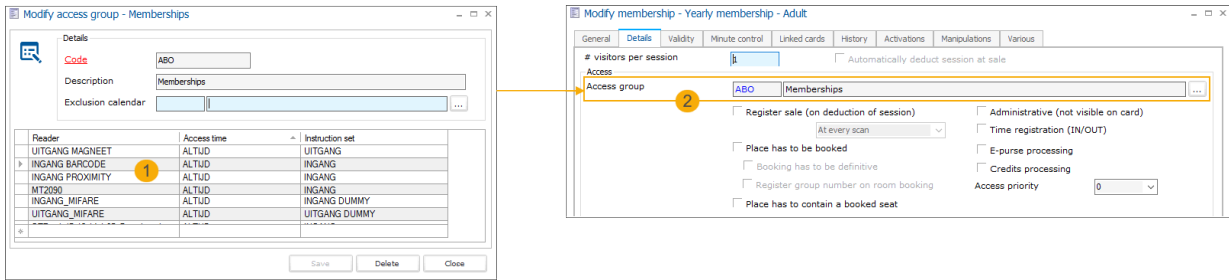 Modify access group - Memberships
Details
Code ABO
Description Memberships
Exclusion calendar ...
Reader Access time Instruction set
UITGANG MAGNEET ALTIJD UITGANG
INGANG BARCODE ALTIJD INGANG
INGANG PROXIMITY ALTIJD INGANG
MT2090 ALTIJD INGANG
INGANG_MIFARE ALTIJD INGANG DUMMY
UITGANG_MIFARE ALTIJD UITGANG DUMMY
1
Save Delete Close
Modify membership - Yearly membership - Adult
General Details Validity Minute control Linked cards History Activations Manipulations Various
# visitors per session 1 Automatically deduct session at sale
Access
Access group ABO Memberships ...
2
Register sale (on deduction of session) Administrative (not visible on card)
At every scan Time registration (IN/OUT)
Place has to be booked E-purse processing
Booking has to be definitive Credits processing
Register group number on room booking Access priority 0
Place has to contain a booked seat